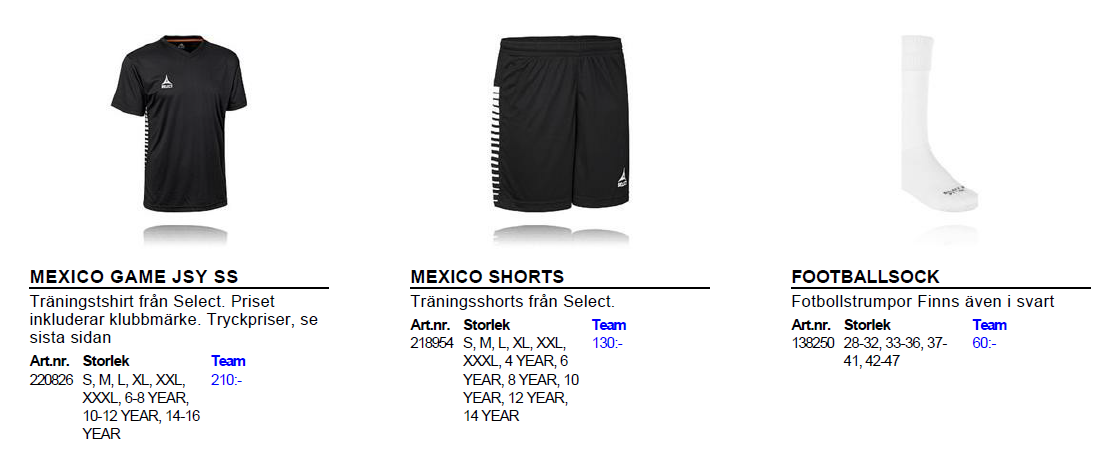 SELECT
SELECT
MEXICO GAME JSY SS
Träningstshirt från Select. Priset
inkluderar klubbmärke. Tryckpriser, se
sista sidan
Art.nr. Storlek Team
220826 S, M, L, XL, XXL, 210:-
XXXL, 6-8 YEAR,
10-12 YEAR, 14-16
YEAR
MEXICO SHORTS
Träningsshorts från Select.
Art.nr. Storlek Team
218954 S, M, L, XL, XXL, 130:-
XXXL, 4 YEAR, 6
YEAR, 8 YEAR, 10
YEAR, 12 YEAR,
14 YEAR
FOOTBALLSOCK
Fotbollstrumpor Finns även i svart
Art.nr. Storlek Team
138250 28-32, 33-36, 37- 60:-
41, 42-47